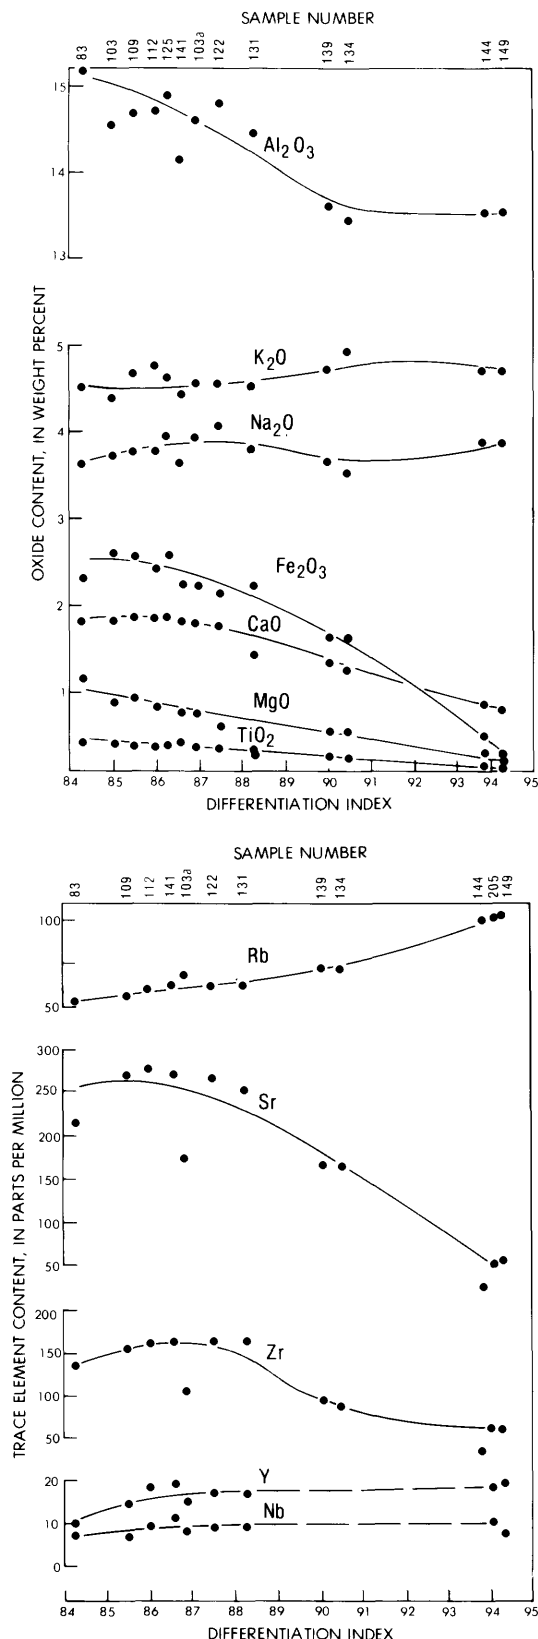 SAMPLE NUMBER
83 103 109 112 125 141 103a 122 131 139 134 144 149
15
Al2O3
14
13
5
K2O
4
Na2O
3
Fe2O3
2
CaO
MgO
1
TiO2
84 85 86 87 88 89 90 91 92 93 94 95
DIFFERENTIATION INDEX
OXIDE CONTENT, IN WEIGHT PERCENT
SAMPLE NUMBER
83 109 112 141 103a 122 131 139 134 144 205 149
100
Rb
50
300
250
Sr
200
150
100
50
200
Zr
150
100
50
Y
20
Nb
10
0
84 85 86 87 88 89 90 91 92 93 94 95
DIFFERENTIATION INDEX
TRACE ELEMENT CONTENT, IN PARTS PER MILLION